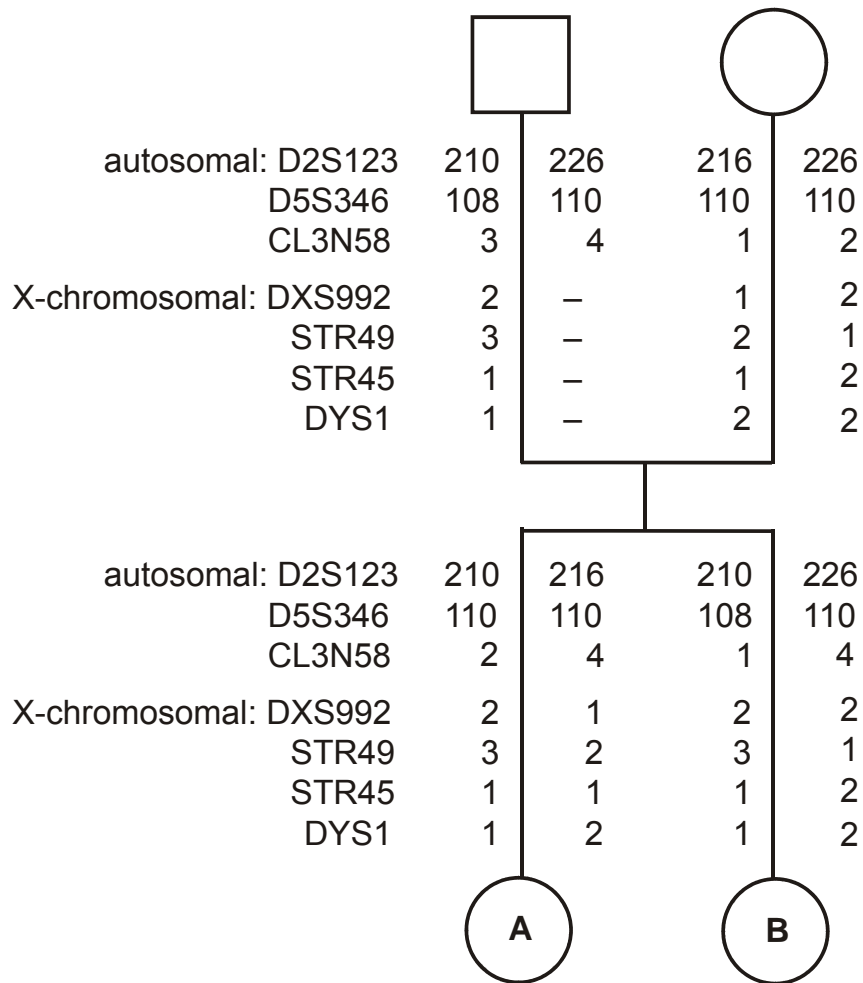 autosomal: D2S123 210 226 216 226
D5S346 108 110 110 110
CL3N58 3 4 1 2
X-chromosomal: DXS992 2 – 1 2
STR49 3 – 2 1
STR45 1 – 1 2
DYS1 1 – 2 2
autosomal: D2S123 210 216 210 226
D5S346 110 110 108 110
CL3N58 2 4 1 4
X-chromosomal: DXS992 2 1 2 2
STR49 3 2 3 1
STR45 1 1 1 2
DYS1 1 2 1 2
A B